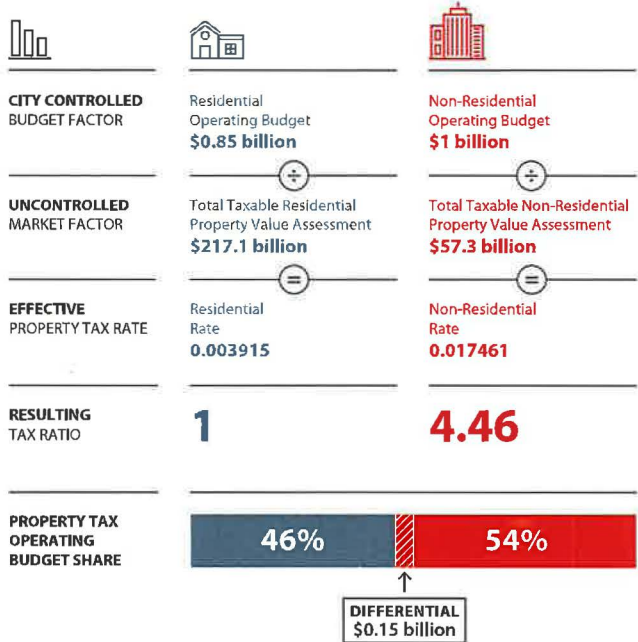 CITY CONTROLLED
BUDGET FACTOR
Residential
Operating Budget
$0.85 billion
Non-Residential
Operating Budget
$1 billion
÷
÷
UNCONTROLLED
MARKET FACTOR
Total Taxable Residential
Property Value Assessment
$217.1 billion
Total Taxable Non-Residential
Property Value Assessment
$57.3 billion
=
=
EFFECTIVE
PROPERTY TAX RATE
Residential
Rate
0.003915
Non-Residential
Rate
0.017461
RESULTING
TAX RATIO
1
4.46
PROPERTY TAX
OPERATING
BUDGET SHARE
46%
54%
DIFFERENTIAL
$0.15 billion